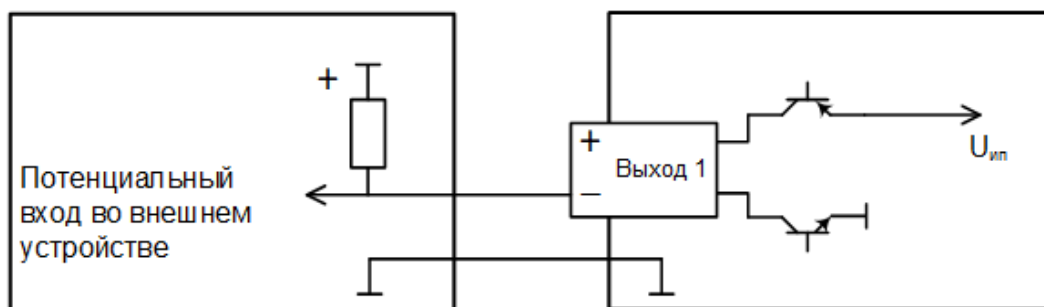 +
Потенциальный
вход во внешнем
устройстве
+
Выход 1
−
Uип